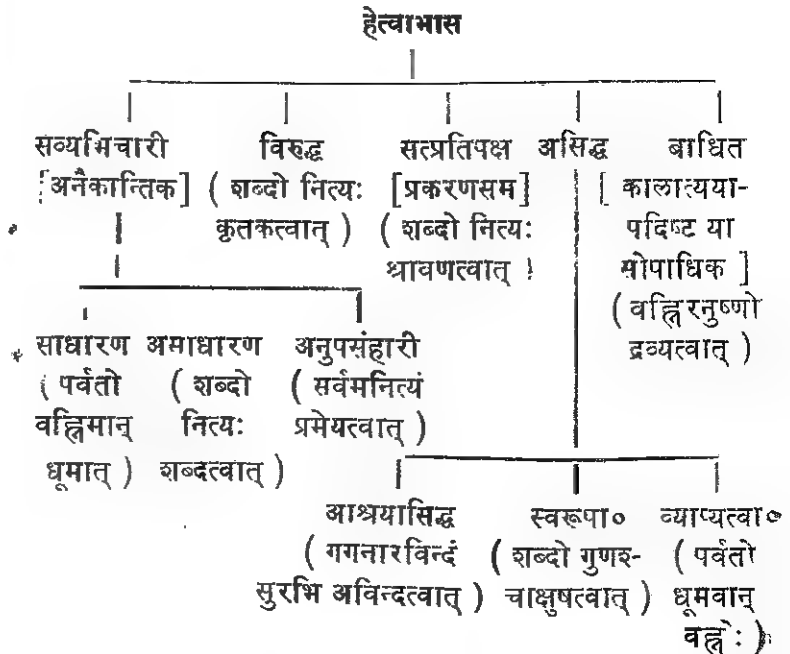 हेत्वाभास
सव्यभिचारी विरुद्ध सत्प्रतिपक्ष असिद्ध बाधित
[अनैकान्तिक] ( शब्दो नित्यः [प्रकरणसम] [ कालात्यया-
कृतकत्वात् ) ( शब्दो नित्यः पदिष्ट या
श्रावणत्वात् ) सोपाधिक ]
( वह्निरनुष्णो
साधारण असाधारण अनुपसंहारी द्रव्यत्वात् )
( पर्वतो ( शब्दो ( सर्वमनित्यं
वह्निमान् नित्यः प्रमेयत्वात् )
धूमात् ) शब्दत्वात् )
आश्रयासिद्ध स्वरूपा० व्याप्यत्वा०
( गगनारविन्दं ( शब्दो गुणश- ( पर्वतो
सुरभि अविन्दत्वात् ) चाक्षुषत्वात् ) धूमवान्
वह्नेः )